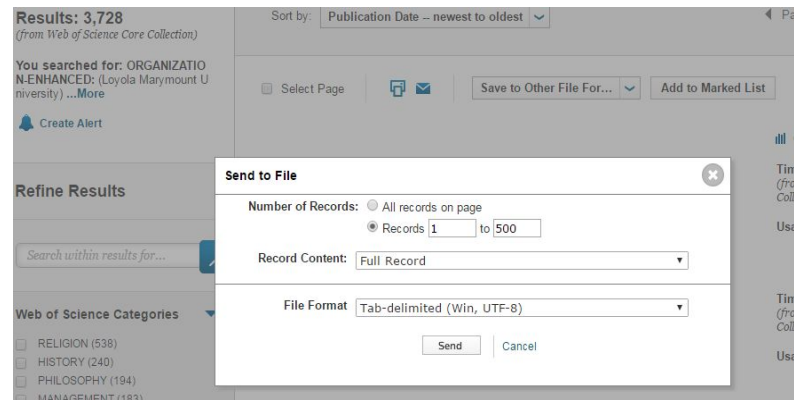 Results: 3,728
(from Web of Science Core Collection)
You searched for: ORGANIZATIO
N-ENHANCED: (Loyola Marymount U
niversity) ...More
Create Alert
Sort by: Publication Date -- newest to oldest
Select Page
Save to Other File For...
Add to Marked List
Refine Results
Search within results for...
Web of Science Categories
RELIGION (538)
HISTORY (240)
PHILOSOPHY (194)
MANAGEMENT (183)
Send to File
Number of Records: All records on page
Records 1 to 500
Record Content: Full Record
File Format Tab-delimited (Win, UTF-8)
Send Cancel